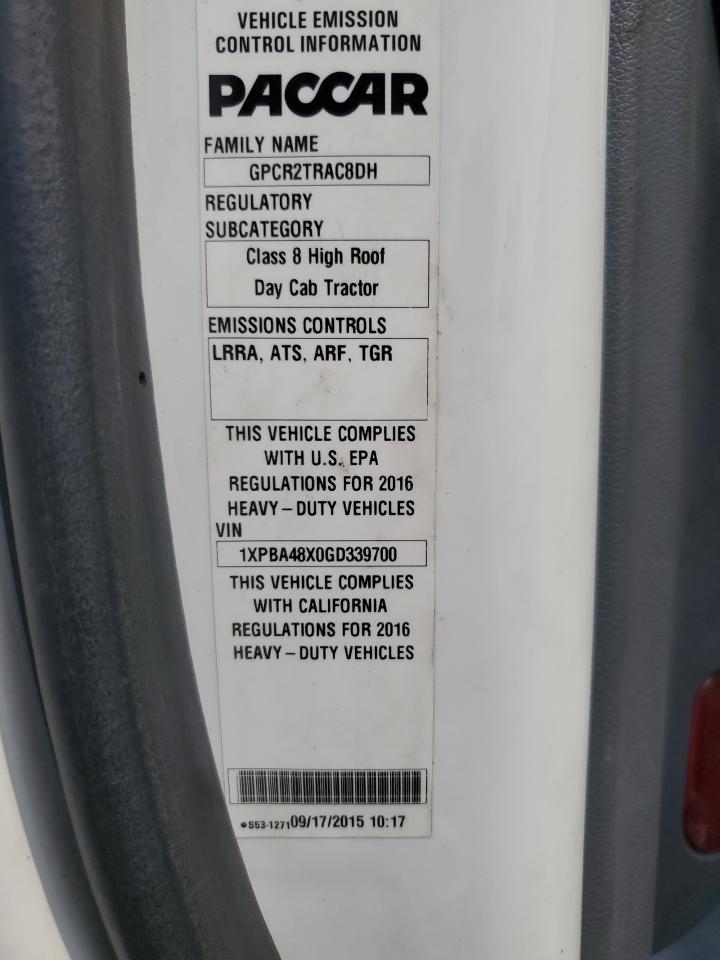 VEHICLE EMISSION
CONTROL INFORMATION
PACCAR
FAMILY NAME
GPCR2TRAC8DH
REGULATORY
SUBCATEGORY
Class 8 High Roof
Day Cab Tractor
EMISSIONS CONTROLS
LRRA, ATS, ARF, TGR
THIS VEHICLE COMPLIES
WITH U.S. EPA
REGULATIONS FOR 2016
HEAVY-DUTY VEHICLES
VIN
1XPBA48X0GD339700
THIS VEHICLE COMPLIES
WITH CALIFORNIA
REGULATIONS FOR 2016
HEAVY-DUTY VEHICLES
S53-1271 09/17/2015 10:17